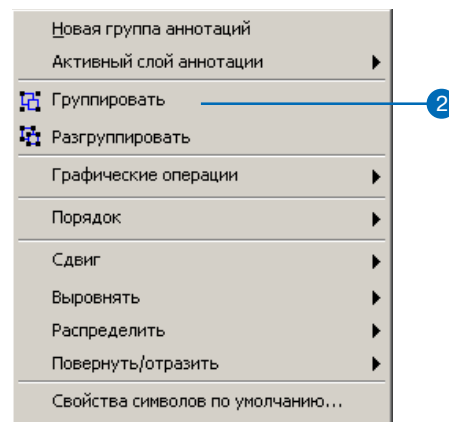 Новая группа аннотаций
Активный слой аннотации
Группировать
2
Разгруппировать
Графические операции
Порядок
Сдвиг
Выровнять
Распределить
Повернуть/отразить
Свойства символов по умолчанию...